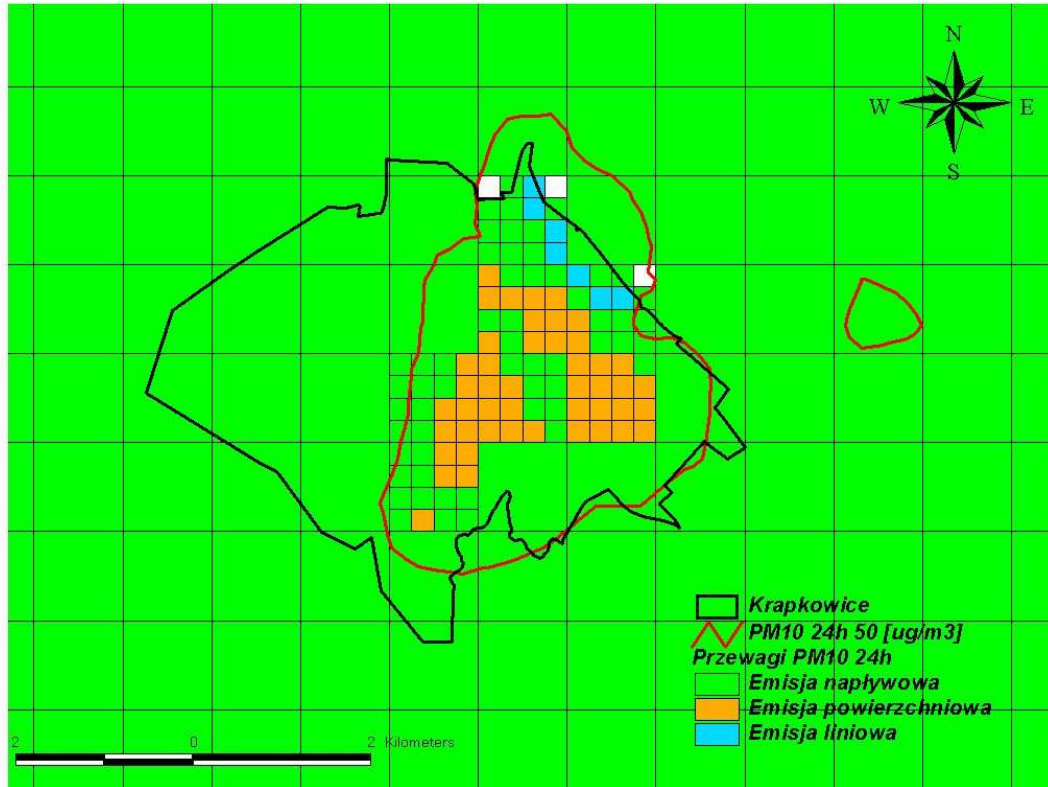 N
W E
S
Krapkowice
PM10 24h 50 [ug/m3]
Przewagi PM10 24h
Emisja napływowa
Emisja powierzchniowa
Emisja liniowa
2 0 2 Kilometers